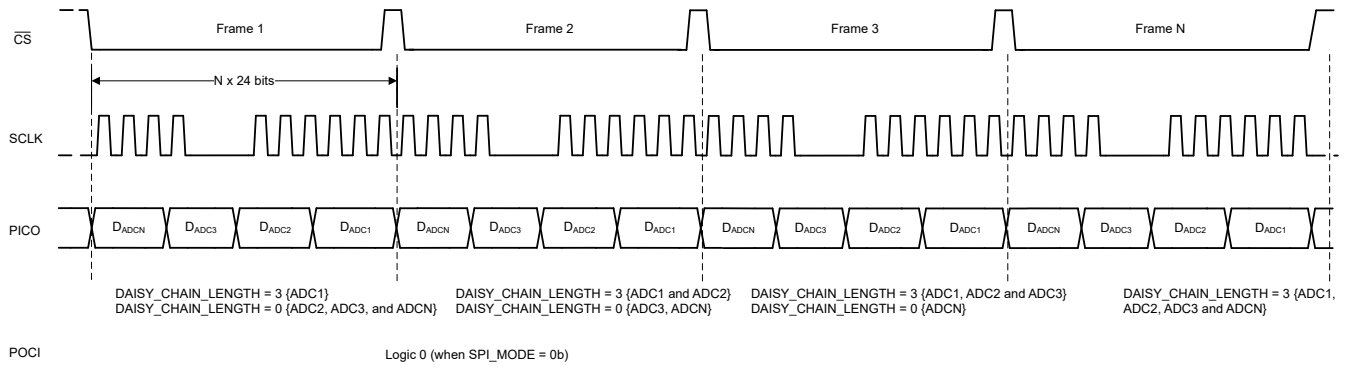 Frame 1 Frame 2 Frame 3 Frame N
CS
N x 24 bits
SCLK
PICO
DADCN DADC3 DADC2 DADC1 DADCN DADC3 DADC2 DADC1 DADCN DADC3 DADC2 DADC1 DADCN DADC3 DADC2 DADC1
DAISY_CHAIN_LENGTH = 3 {ADC1}
DAISY_CHAIN_LENGTH = 0 {ADC2, ADC3, and ADCN}
DAISY_CHAIN_LENGTH = 3 {ADC1 and ADC2}
DAISY_CHAIN_LENGTH = 0 {ADC3, ADCN}
DAISY_CHAIN_LENGTH = 3 {ADC1, ADC2 and ADC3}
DAISY_CHAIN_LENGTH = 0 {ADCN}
DAISY_CHAIN_LENGTH = 3 {ADC1,
ADC2, ADC3 and ADCN}
POCI
Logic 0 (when SPI_MODE = 0b)